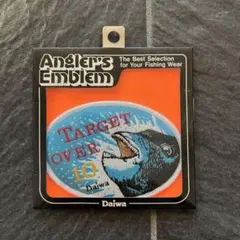 Angler's
Emblem
The Best Selection
for Your Fishing Wear
TARGET
OVER
10
Daiwa
Daiwa